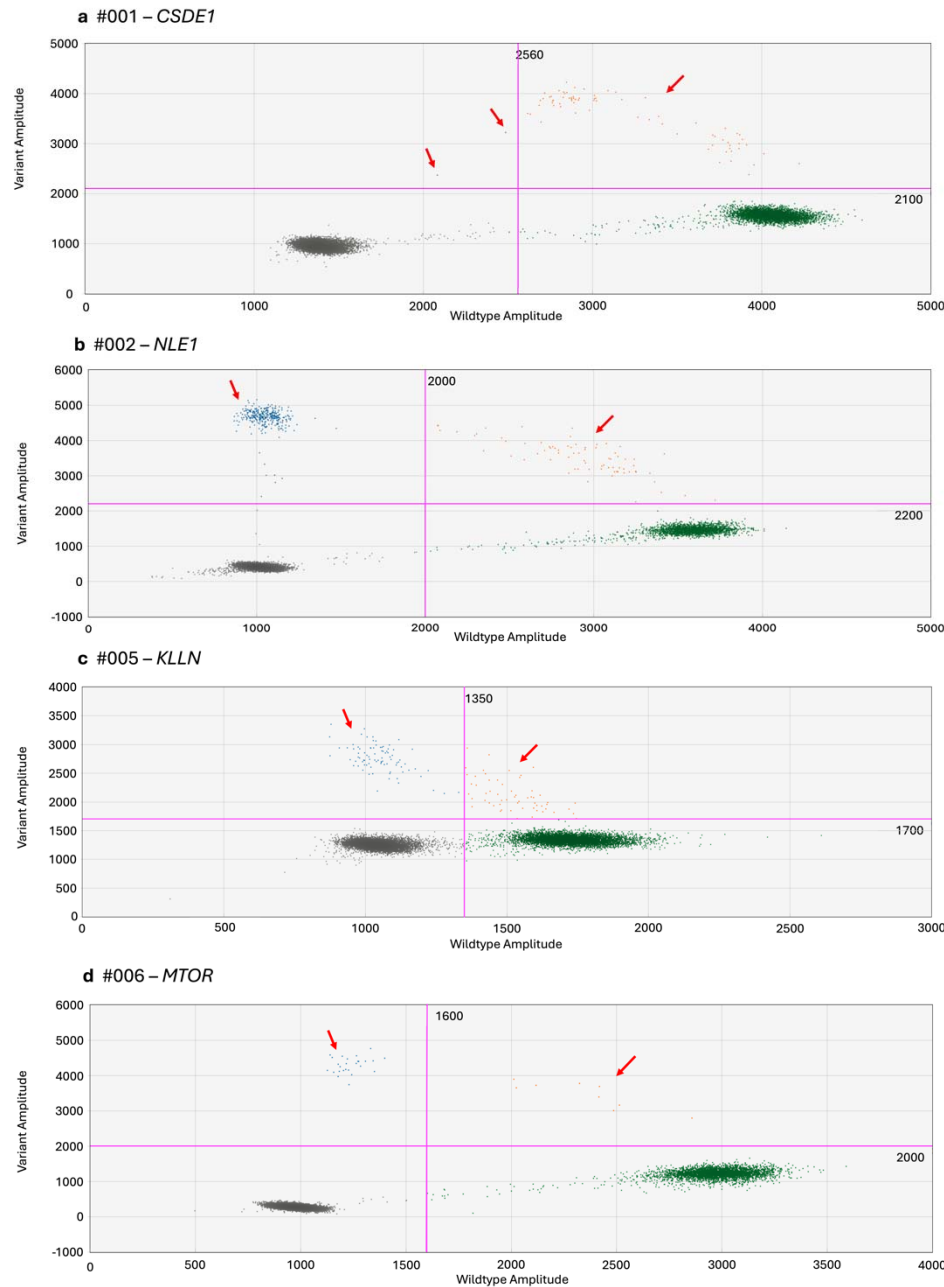 a #001 – CSDE1
Variant Amplitude
5000
4000
3000
2000
1000
0
2560
2100
0 1000 2000 3000 4000 5000
Wildtype Amplitude
b #002 – NLE1
Variant Amplitude
6000
5000
4000
3000
2000
1000
0
-1000
2000
2200
0 1000 2000 3000 4000 5000
Wildtype Amplitude
c #005 – KLLN
Variant Amplitude
4000
3500
3000
2500
2000
1500
1000
500
0
1350
1700
0 500 1000 1500 2000 2500 3000
Wildtype Amplitude
d #006 – MTOR
Variant Amplitude
6000
5000
4000
3000
2000
1000
0
-1000
1600
2000
0 500 1000 1500 2000 2500 3000 3500 4000
Wildtype Amplitude